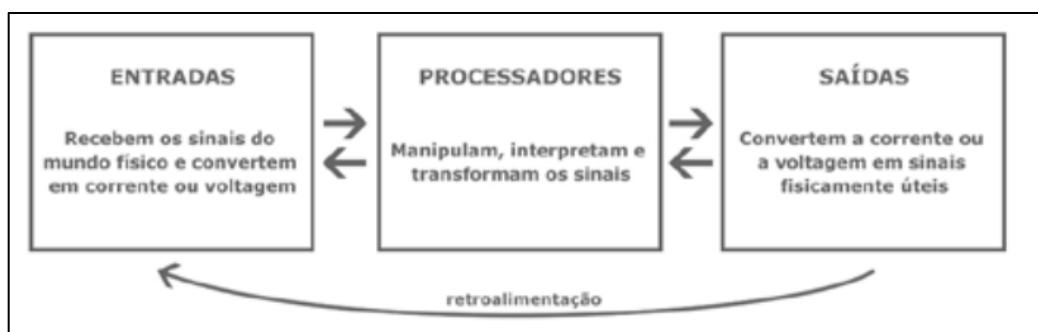 ENTRADAS
Recebem os sinais do
mundo físico e convertem
em corrente ou voltagem
PROCESSADORES
Manipulam, interpretam e
transformam os sinais
SAÍDAS
Convertem a corrente ou
a voltagem em sinais
fisicamente úteis
retroalimentação